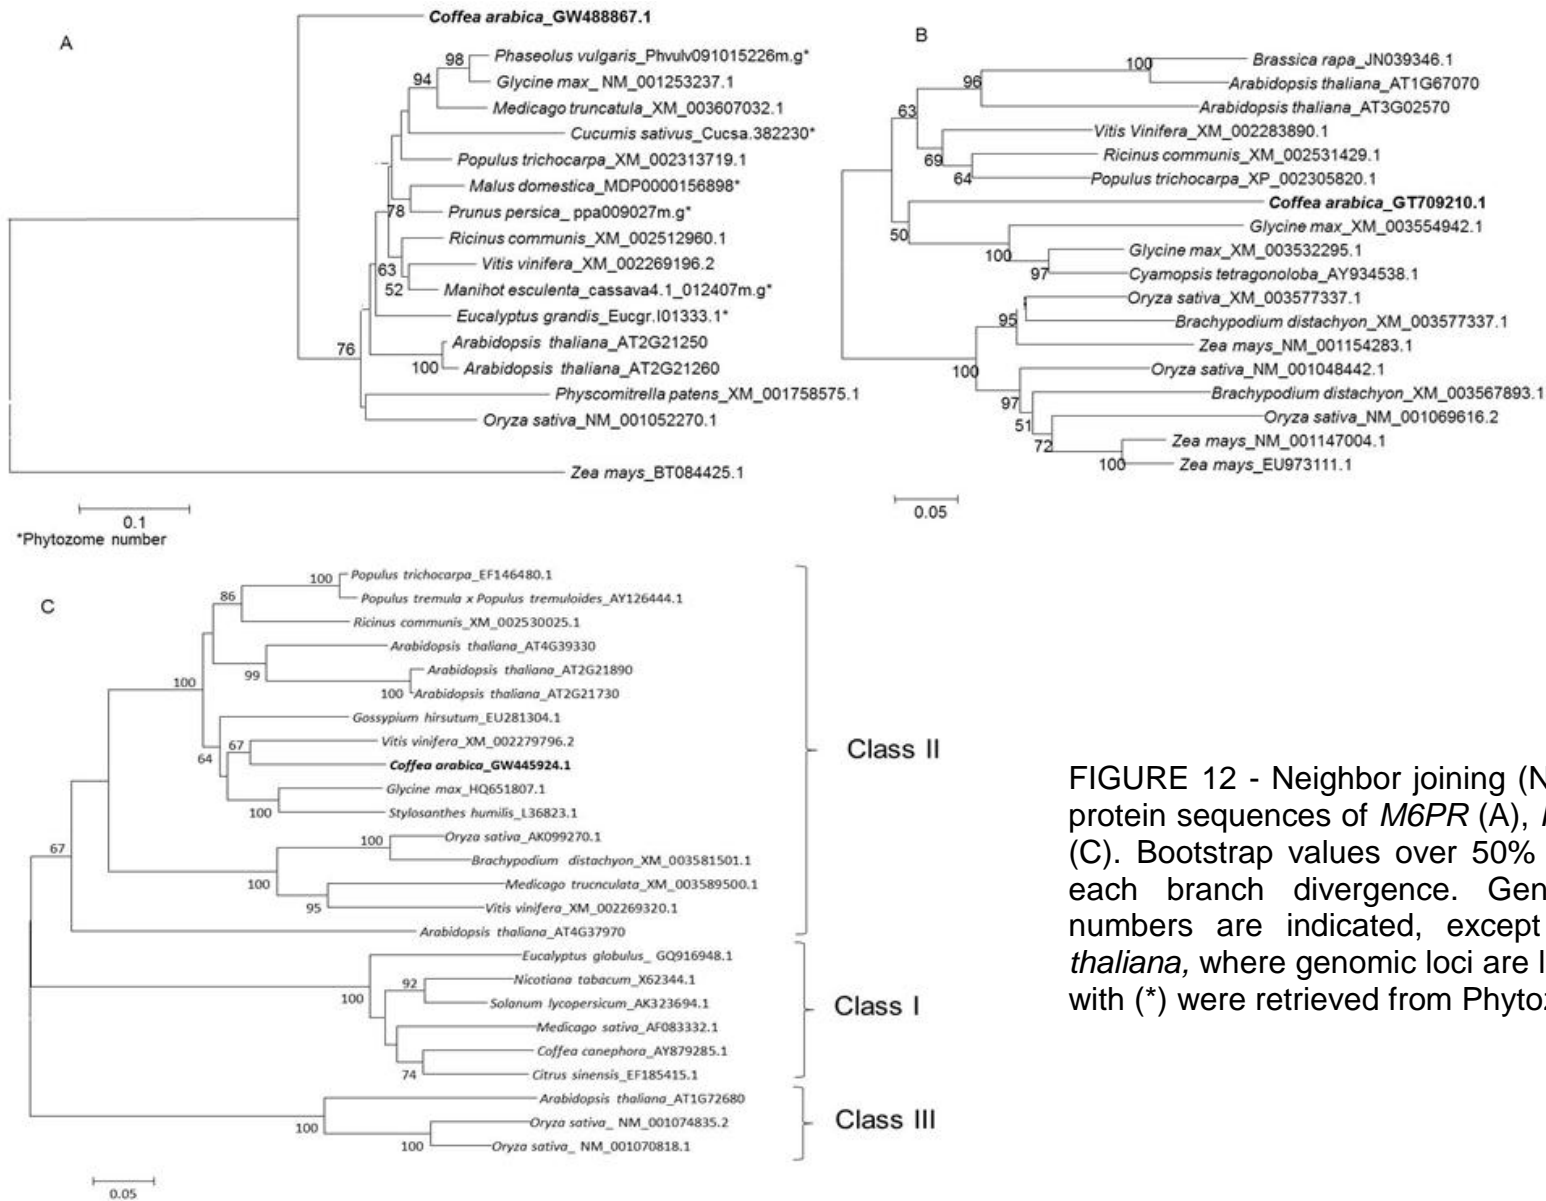 A
Coffea arabica_GW488867.1
98
Phaseolus vulgaris_Phvulv091015226m.g*
94
Glycine max_ NM_001253237.1
Medicago truncatula_XM_003607032.1
Cucumis sativus_Cucsa.382230*
Populus trichocarpa_XM_002313719.1
Malus domestica_MDP0000156898*
78
Prunus persica_ ppa009027m.g*
Ricinus communis_XM_002512960.1
Vitis vinifera_XM_002269196.2
63
52
Manihot esculenta_cassava4.1_012407m.g*
Eucalyptus grandis_Eucgr.I01333.1*
76
Arabidopsis thaliana_AT2G21250
100
Arabidopsis thaliana_AT2G21260
Physcomitrella patens_XM_001758575.1
Oryza sativa_NM_001052270.1
Zea mays_BT084425.1
0.1
*Phytozome number
B
100
Brassica rapa_JN039346.1
96
Arabidopsis thaliana_AT1G67070
63
Arabidopsis thaliana_AT3G02570
Vitis Vinifera_XM_002283890.1
69
Ricinus communis_XM_002531429.1
64
Populus trichocarpa_XP_002305820.1
Coffea arabica_GT709210.1
50
Glycine max_XM_003554942.1
100
Glycine max_XM_003532295.1
97
Cyamopsis tetragonoloba_AY934538.1
Oryza sativa_XM_003577337.1
95
Brachypodium distachyon_XM_003577337.1
Zea mays_NM_001154283.1
100
Oryza sativa_NM_001048442.1
97
Brachypodium distachyon_XM_003567893.1
51
Oryza sativa_NM_001069616.2
72
Zea mays_NM_001147004.1
100
Zea mays_EU973111.1
0.05
C
100
Populus trichocarpa_EF146480.1
86
Populus tremula x Populus tremuloides_AY126444.1
Ricinus communis_XM_002530025.1
Arabidopsis thaliana_AT4G39330
99
Arabidopsis thaliana_AT2G21890
100
100
Arabidopsis thaliana_AT2G21730
Gossypium hirsutum_EU281304.1
67
Vitis vinifera_XM_002279796.2
64
Coffea arabica_GW445924.1
Glycine max_HQ651807.1
100
Stylosanthes humilis_L36823.1
100
Oryza sativa_AK099270.1
67
Brachypodium distachyon_XM_003581501.1
100
Medicago trucnculata_XM_003589500.1
95
Vitis vinifera_XM_002269320.1
Arabidopsis thaliana_AT4G37970
Class II
Eucalyptus globulus_ GQ916948.1
92
Nicotiana tabacum_X62344.1
100
Solanum lycopersicum_AK323694.1
Medicago sativa_AF083332.1
Coffea canephora_AY879285.1
74
Citrus sinensis_EF185415.1
Class I
Arabidopsis thaliana_AT1G72680
100
Oryza sativa_ NM_001074835.2
100
Oryza sativa_ NM_001070818.1
Class III
0.05
FIGURE 12 - Neighbor joining (N
protein sequences of M6PR (A),
(C). Bootstrap values over 50%
each branch divergence. Gen
numbers are indicated, except
thaliana, where genomic loci are l
with (*) were retrieved from Phytoz